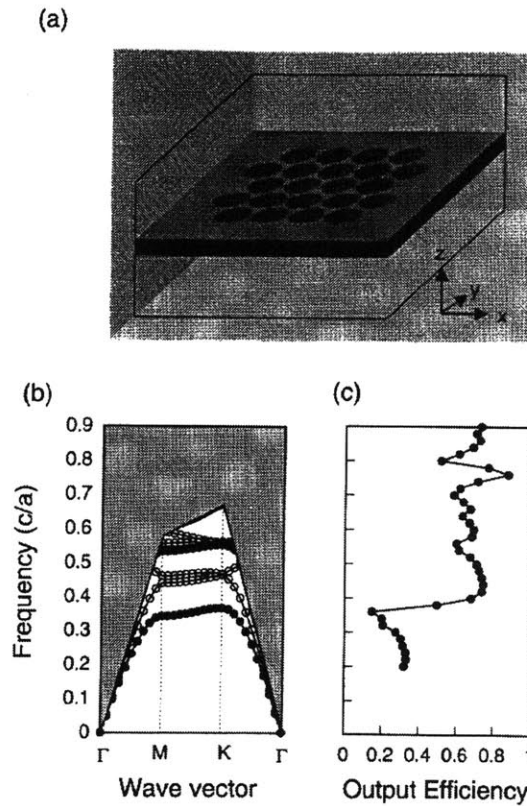 (a)
z
y
x
(b)
(c)
0.9
0.8
0.7
0.6
0.5
0.4
0.3
0.2
0.1
0
Frequency (c/a)
Γ M K Γ
Wave vector
0 0.2 0.4 0.6 0.8 1
Output Efficiency